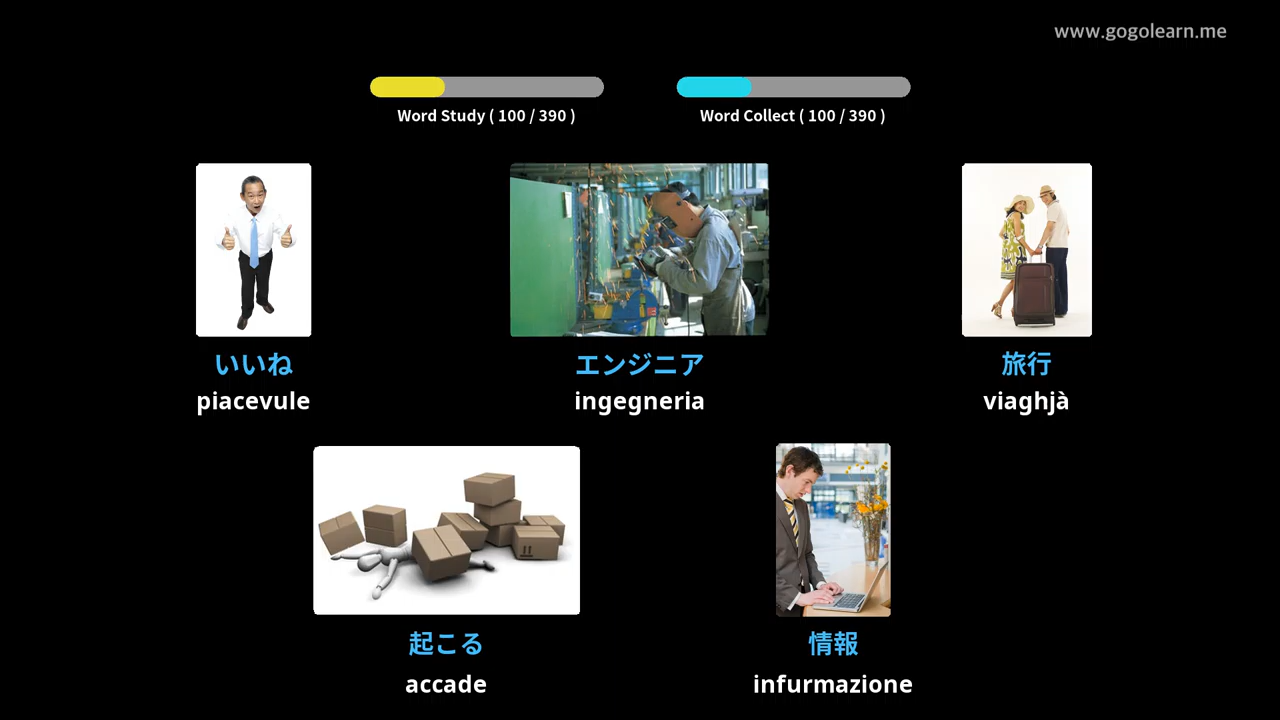 www.gogolearn.me
Word Study ( 100 / 390 )
Word Collect ( 100 / 390 )
いいね
piacevule
エンジニア
ingegneria
旅行
viaghjà
起こる
accade
情報
infurmazione